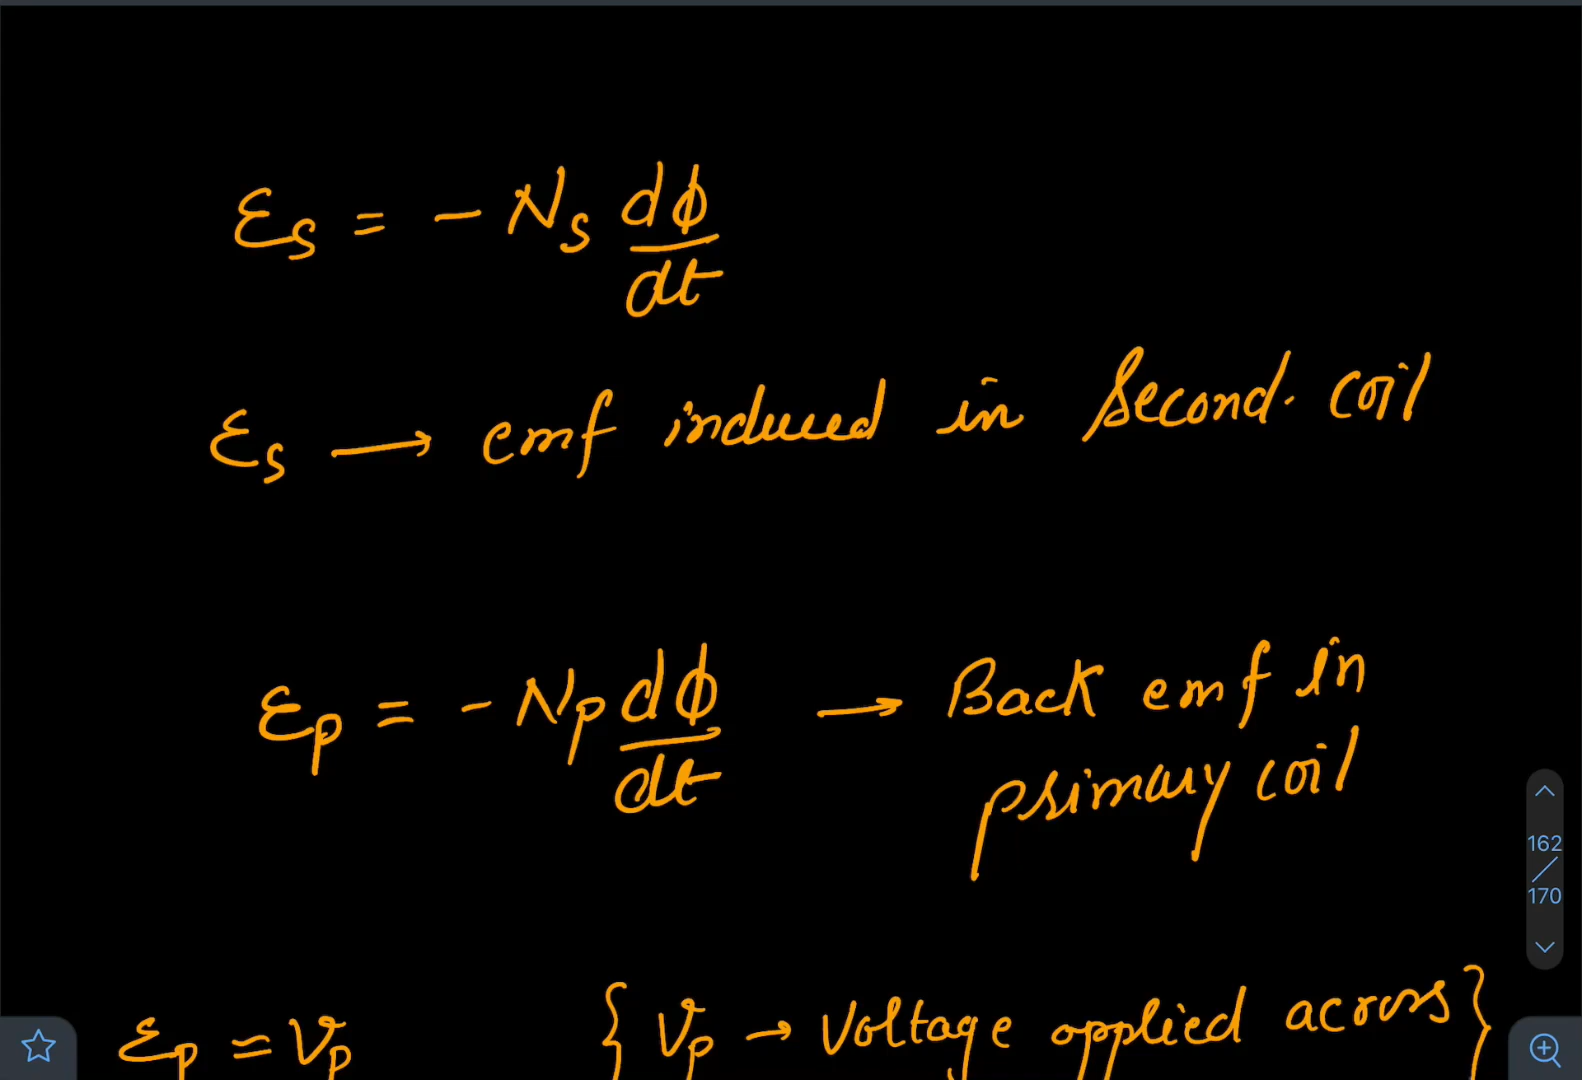 εs = - Ns dϕ/dt
εs → emf induced in Second. coil
εp = - Np dϕ/dt → Back emf in
primary coil
162
170
εp = Vp { Vp → Voltage applied across }